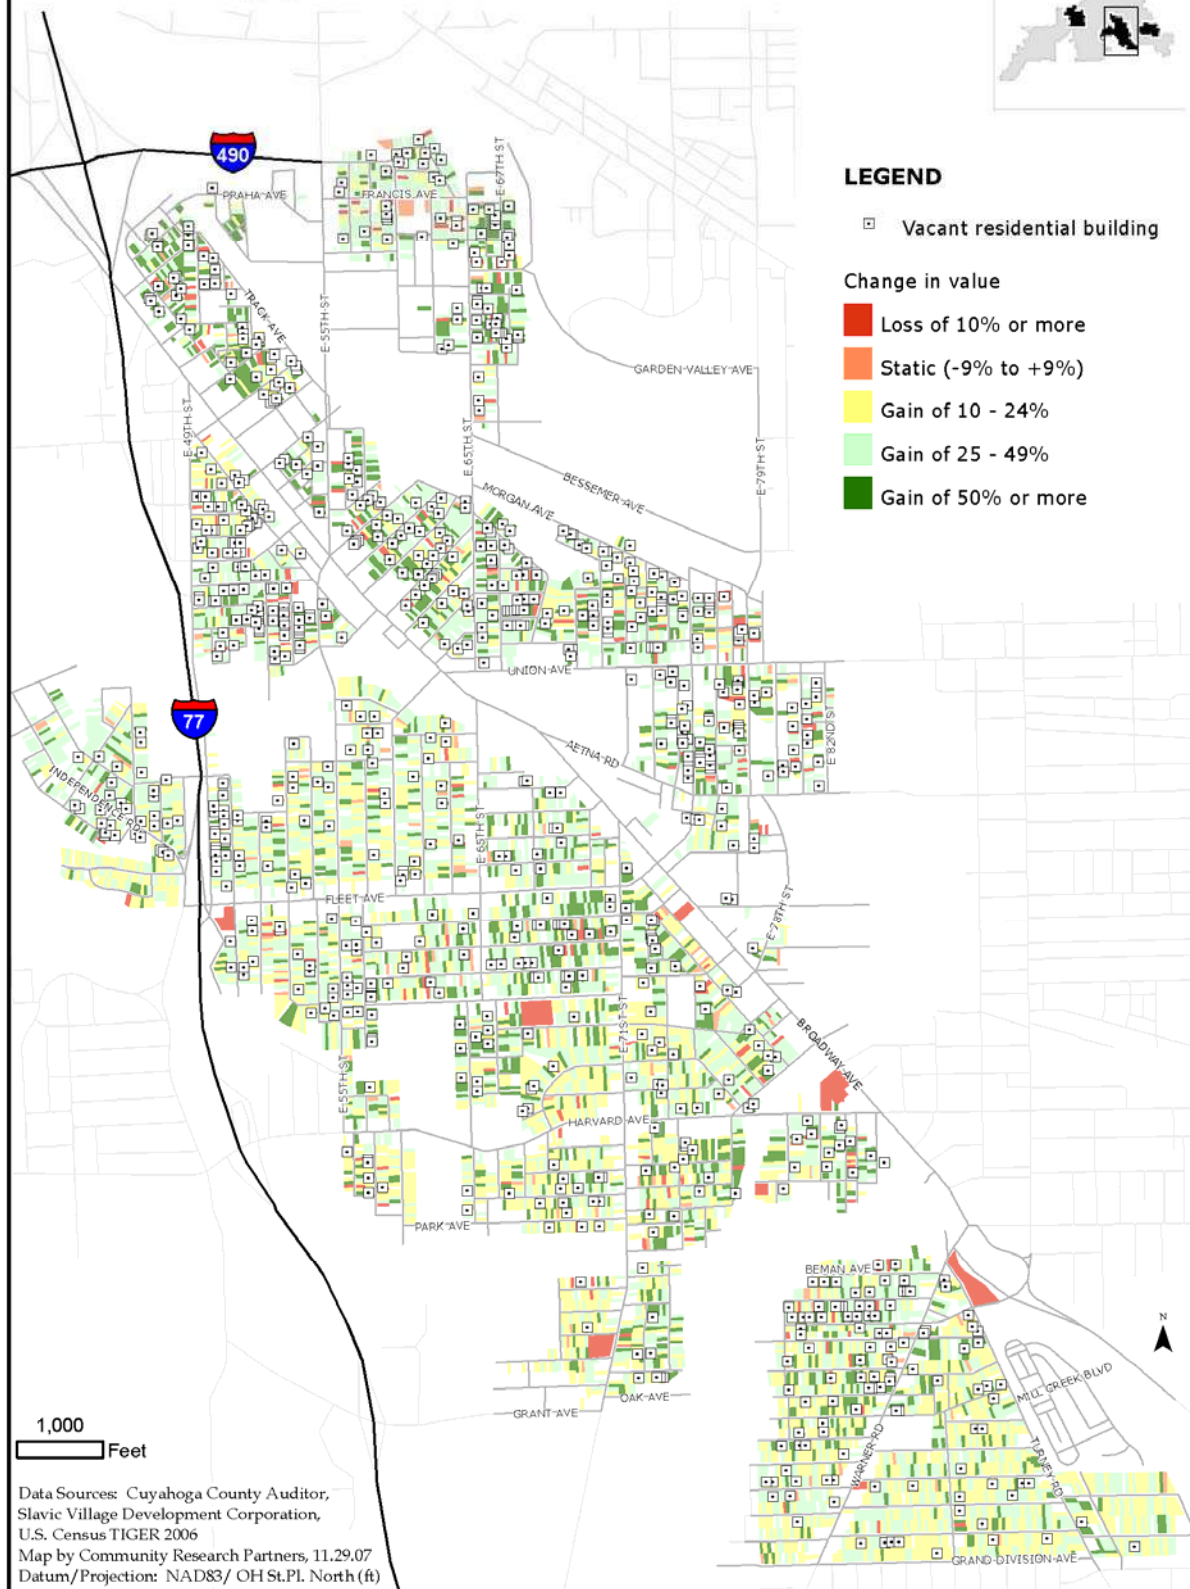 490
PRAHA AVE
FRANCIS AVE
E 67TH ST
LEGEND
Vacant residential building
Change in value
Loss of 10% or more
Static (-9% to +9%)
Gain of 10 - 24%
Gain of 25 - 49%
Gain of 50% or more
TRACK AVE
E 55TH ST
GARDEN VALLEY AVE
E 49TH ST
E 65TH ST
E 79TH ST
BESSEMER AVE
MORGAN AVE
UNION AVE
77
AETNA RD
E 82ND ST
INDEPENDENCE RD
E 65TH ST
FLEET AVE
E 78TH ST
E 71ST ST
BROADWAY AVE
E 55TH ST
HARVARD AVE
PARK AVE
BEMAN AVE
N
MILL CREEK BLVD
OAK AVE
GRANT AVE
WARNER RD
TURNEY RD
GRAND DIVISION AVE
1,000
Feet
Data Sources: Cuyahoga County Auditor,
Slavic Village Development Corporation,
U.S. Census TIGER 2006
Map by Community Research Partners, 11.29.07
Datum/Projection: NAD83/ OH St.Pl. North (ft)